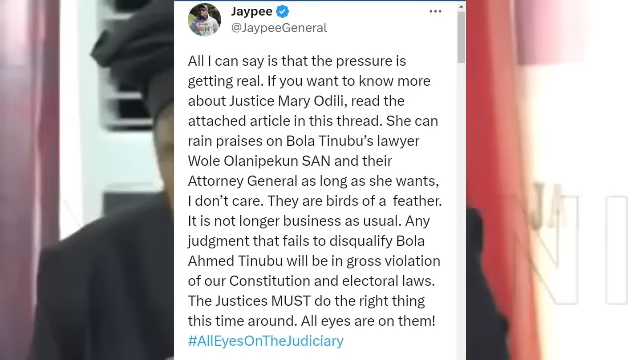 Jaypee
@JaypeeGeneral
All I can say is that the pressure is
getting real. If you want to know more
about Justice Mary Odili, read the
attached article in this thread. She can
rain praises on Bola Tinubu's lawyer
Wole Olanipekun SAN and their
Attorney General as long as she wants,
I don't care. They are birds of a feather.
It is not longer business as usual. Any
judgment that fails to disqualify Bola
Ahmed Tinubu will be in gross violation
of our Constitution and electoral laws.
The Justices MUST do the right thing
this time around. All eyes are on them!
#AllEyesOnTheJudiciary